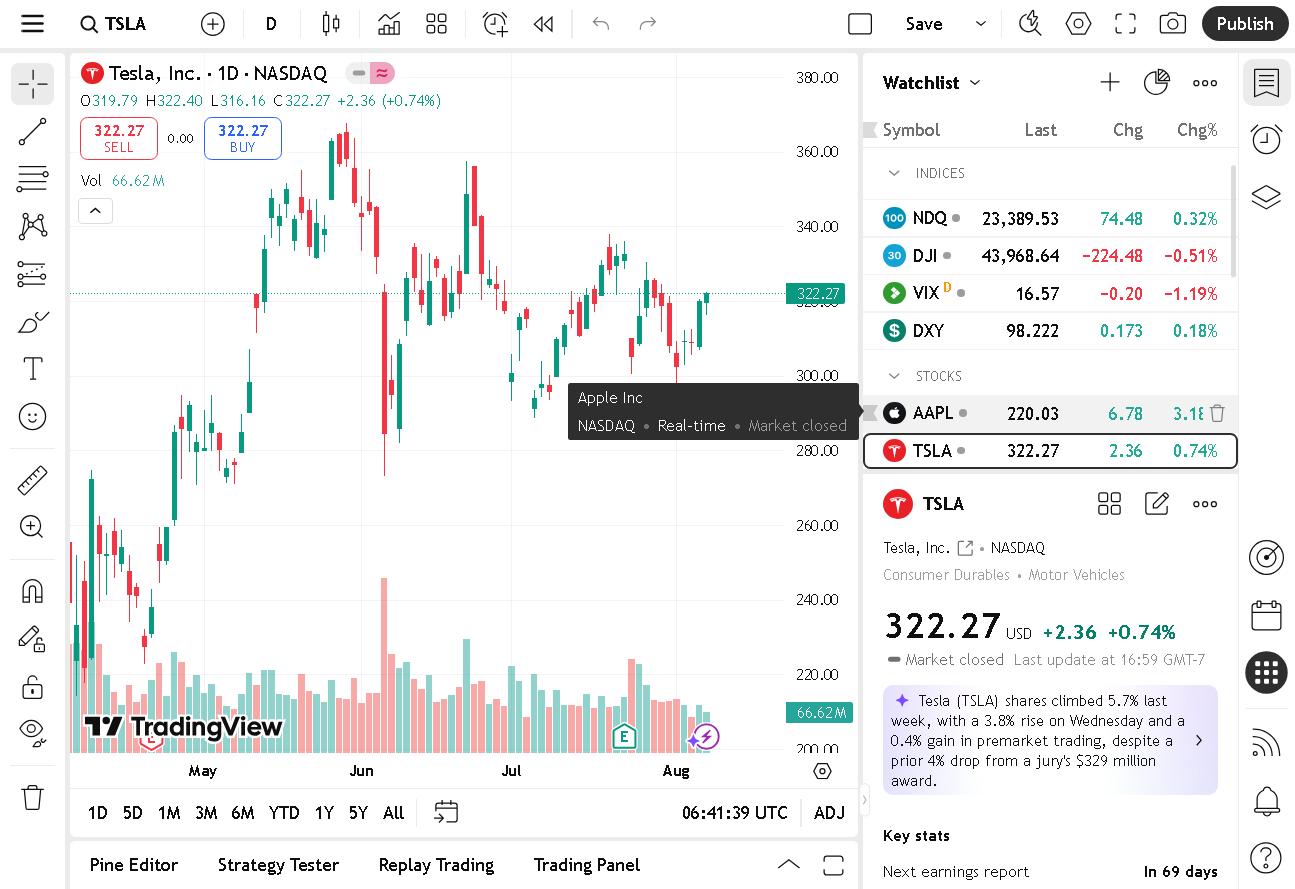 TSLA D Save Publish
Tesla, Inc. · 1D · NASDAQ
O319.79 H322.40 L316.16 C322.27 +2.36 (+0.74%)
322.27 SELL 0.00 322.27 BUY
Vol 66.62 M
380.00
360.00
340.00
322.27
320.00
300.00
280.00
260.00
240.00
220.00
66.62 M
200.00
TradingView
E E
May Jun Jul Aug
1D 5D 1M 3M 6M YTD 1Y 5Y All 06:41:39 UTC ADJ
Pine Editor Strategy Tester Replay Trading Trading Panel
Watchlist
Symbol Last Chg Chg%
INDICES
100 NDQ 23,389.53 74.48 0.32%
30 DJI 43,968.64 −224.48 −0.51%
VIX D 16.57 −0.20 −1.19%
$ DXY 98.222 0.173 0.18%
STOCKS
AAPL 220.03 6.78 3.18
Apple Inc
NASDAQ • Real-time • Market closed
TSLA 322.27 2.36 0.74%
TSLA
Tesla, Inc. • NASDAQ
Consumer Durables • Motor Vehicles
322.27 USD +2.36 +0.74%
Market closed Last update at 16:59 GMT-7
Tesla (TSLA) shares climbed 5.7% last
week, with a 3.8% rise on Wednesday and a
0.4% gain in premarket trading, despite a
prior 4% drop from a jury's $329 million
award.
Key stats
Next earnings report In 69 days